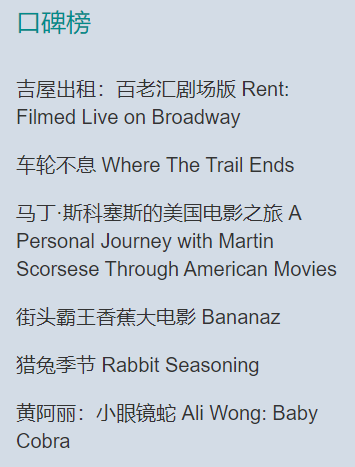 口碑榜
吉屋出租：百老汇剧场版 Rent:
Filmed Live on Broadway
车轮不息 Where The Trail Ends
马丁·斯科塞斯的美国电影之旅 A
Personal Journey with Martin
Scorsese Through American Movies
街头霸王香蕉大电影 Bananaz
猎兔季节 Rabbit Seasoning
黄阿丽：小眼镜蛇 Ali Wong: Baby
Cobra